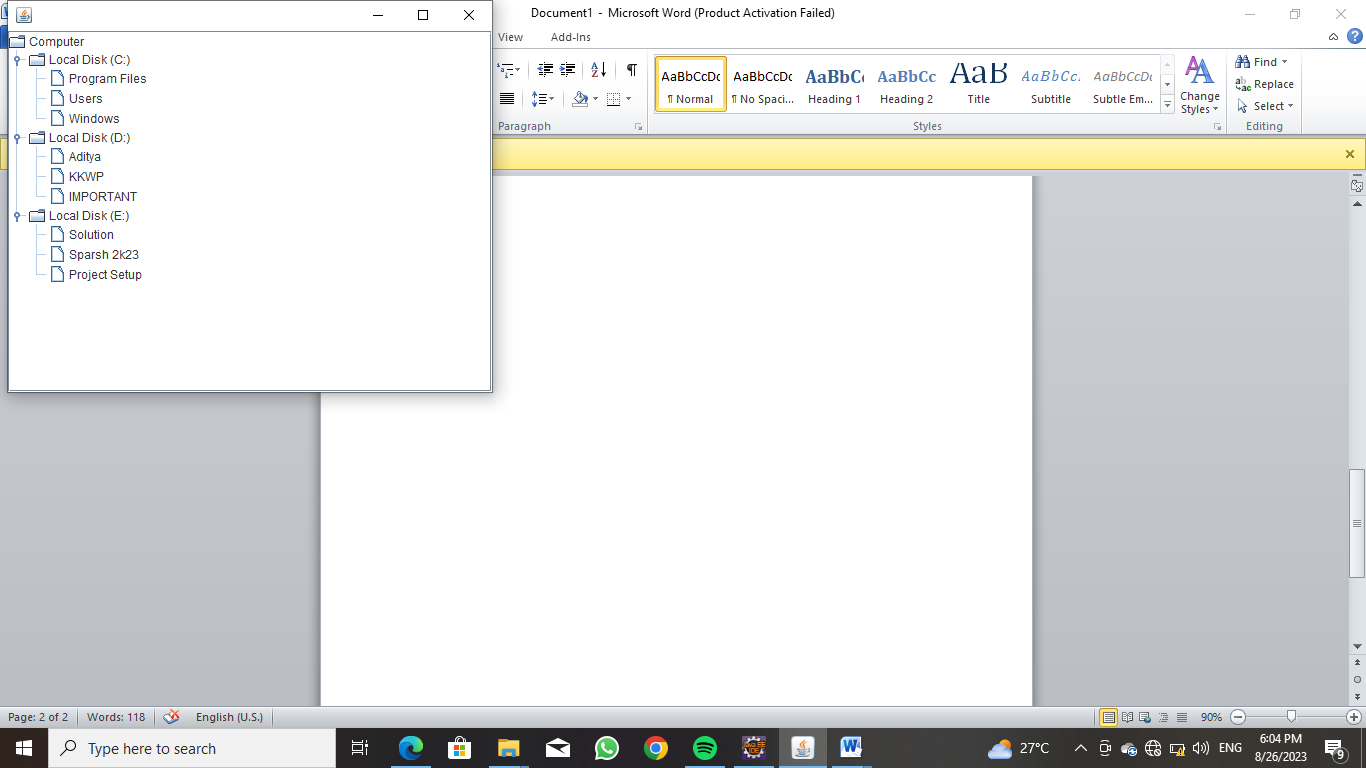 Document1 - Microsoft Word (Product Activation Failed)
Computer
Local Disk (C:)
Program Files
Users
Windows
Local Disk (D:)
Aditya
KKWP
IMPORTANT
Local Disk (E:)
Solution
Sparsh 2k23
Project Setup
View Add-Ins
AaBbCcDc AaBbCcDc AaBbC AaBbCc AaB AaBbCc. AaBbCcDc
¶ Normal ¶ No Spaci... Heading 1 Heading 2 Title Subtitle Subtle Em...
Change
Styles
Find
Replace
Select
Paragraph Styles Editing
Page: 2 of 2 Words: 118 English (U.S.) 90%
Type here to search
27°C ENG
6:04 PM
8/26/2023
9